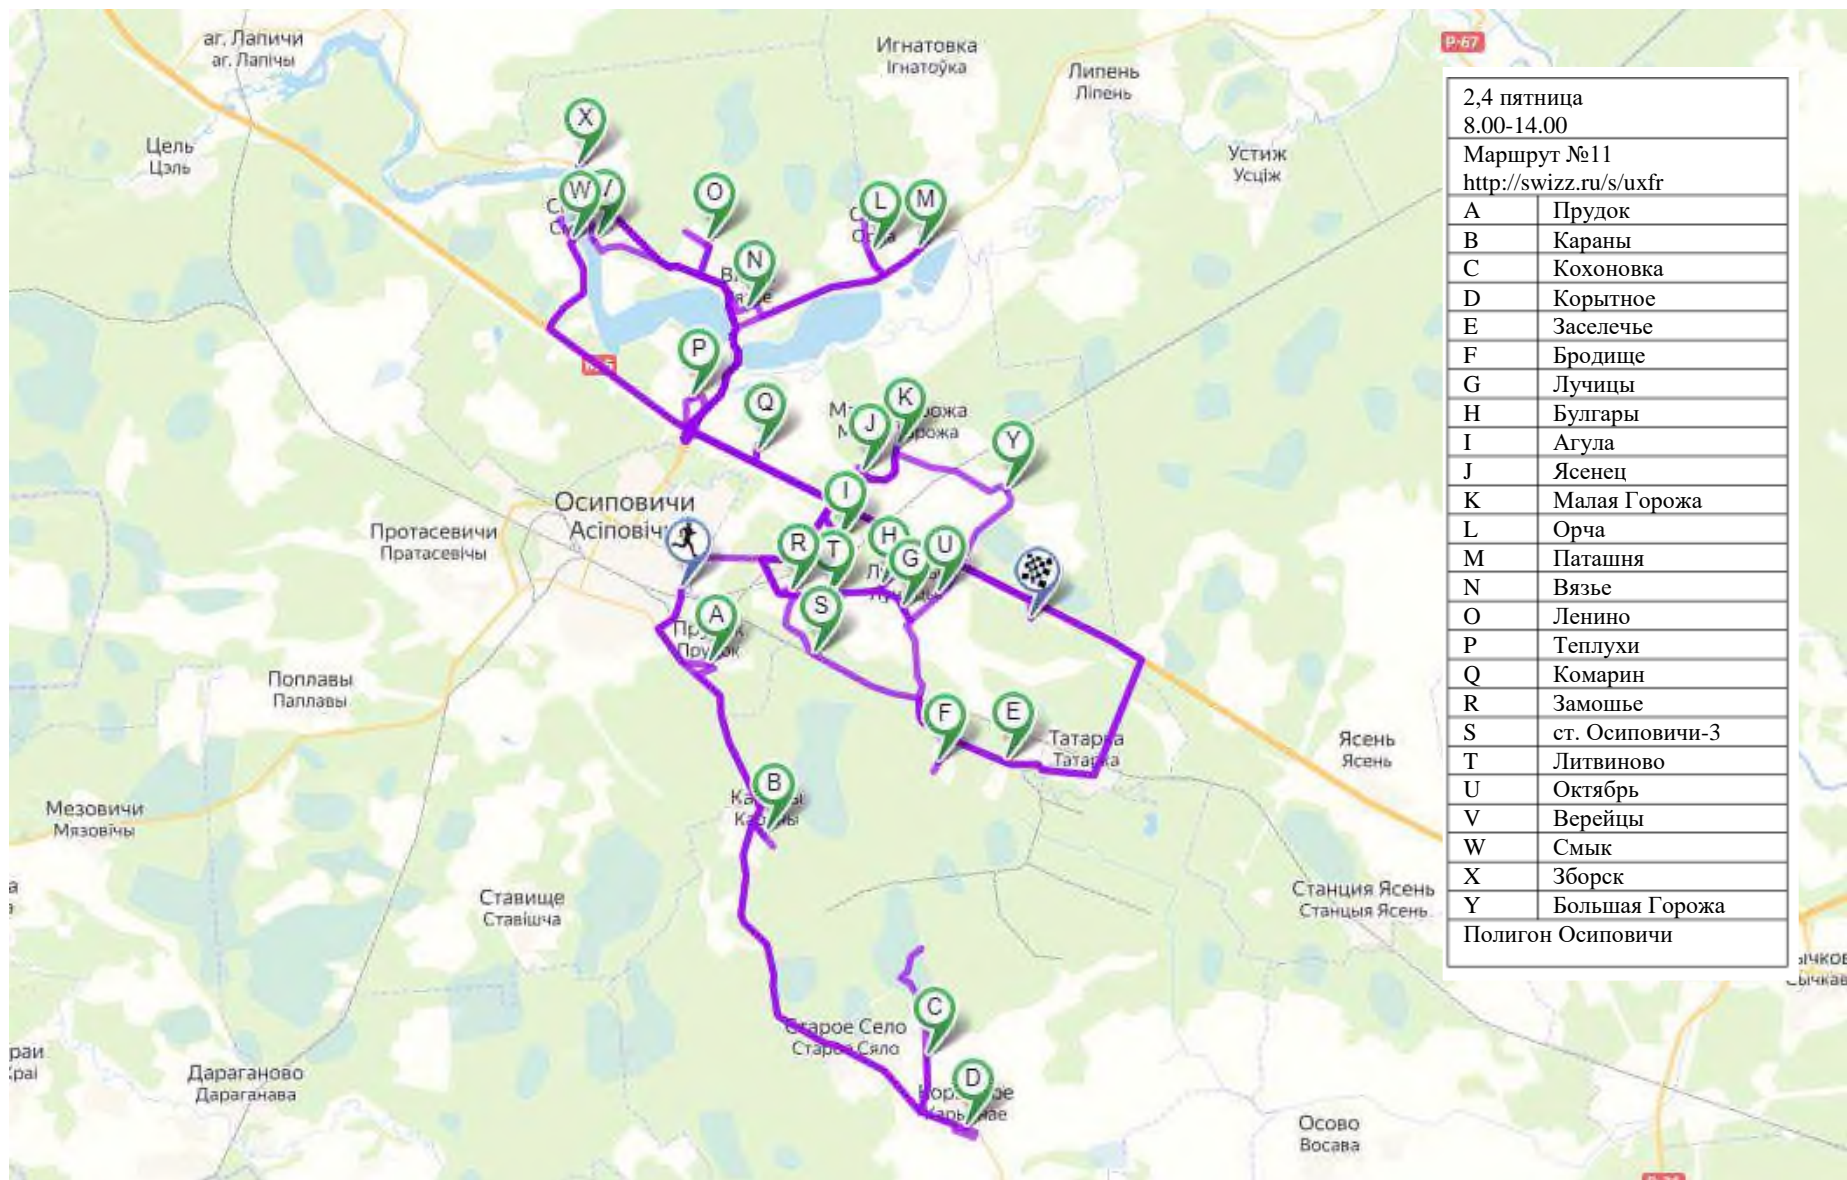 аг. Лапичи
аг. Лапічы
Игнатовка
Ігнатоўка
Липень
Ліпень
Р-67
Цель
Цэль
Устиж
Усціж
X
W
V
O
L
M
N
P
Q
K
J
Y
I
Осиповичи
Протасевичи
Пратасевічы
H
R
T
G
U
S
A
Поплавы
Паплавы
F
E
Татарка
Татарка
Ясень
Ясень
B
Мезовичи
Мязовічы
Ставище
Ставішча
Станция Ясень
Станцыя Ясень
C
Старое Село
Старое Сяло
D
Дараганово
Дараганава
Осово
Восава
2,4 пятница
8.00-14.00
Маршрут №11
http://swizz.ru/s/uxfr
A Прудок
B Караны
C Кохоновка
D Корытное
E Заселечье
F Бродище
G Лучицы
H Булгары
I Агула
J Ясенец
K Малая Горожа
L Орча
M Паташня
N Вязье
O Ленино
P Теплухи
Q Комарин
R Замошье
S ст. Осиповичи-3
T Литвиново
U Октябрь
V Верейцы
W Смык
X Зборск
Y Большая Горожа
Полигон Осиповичи